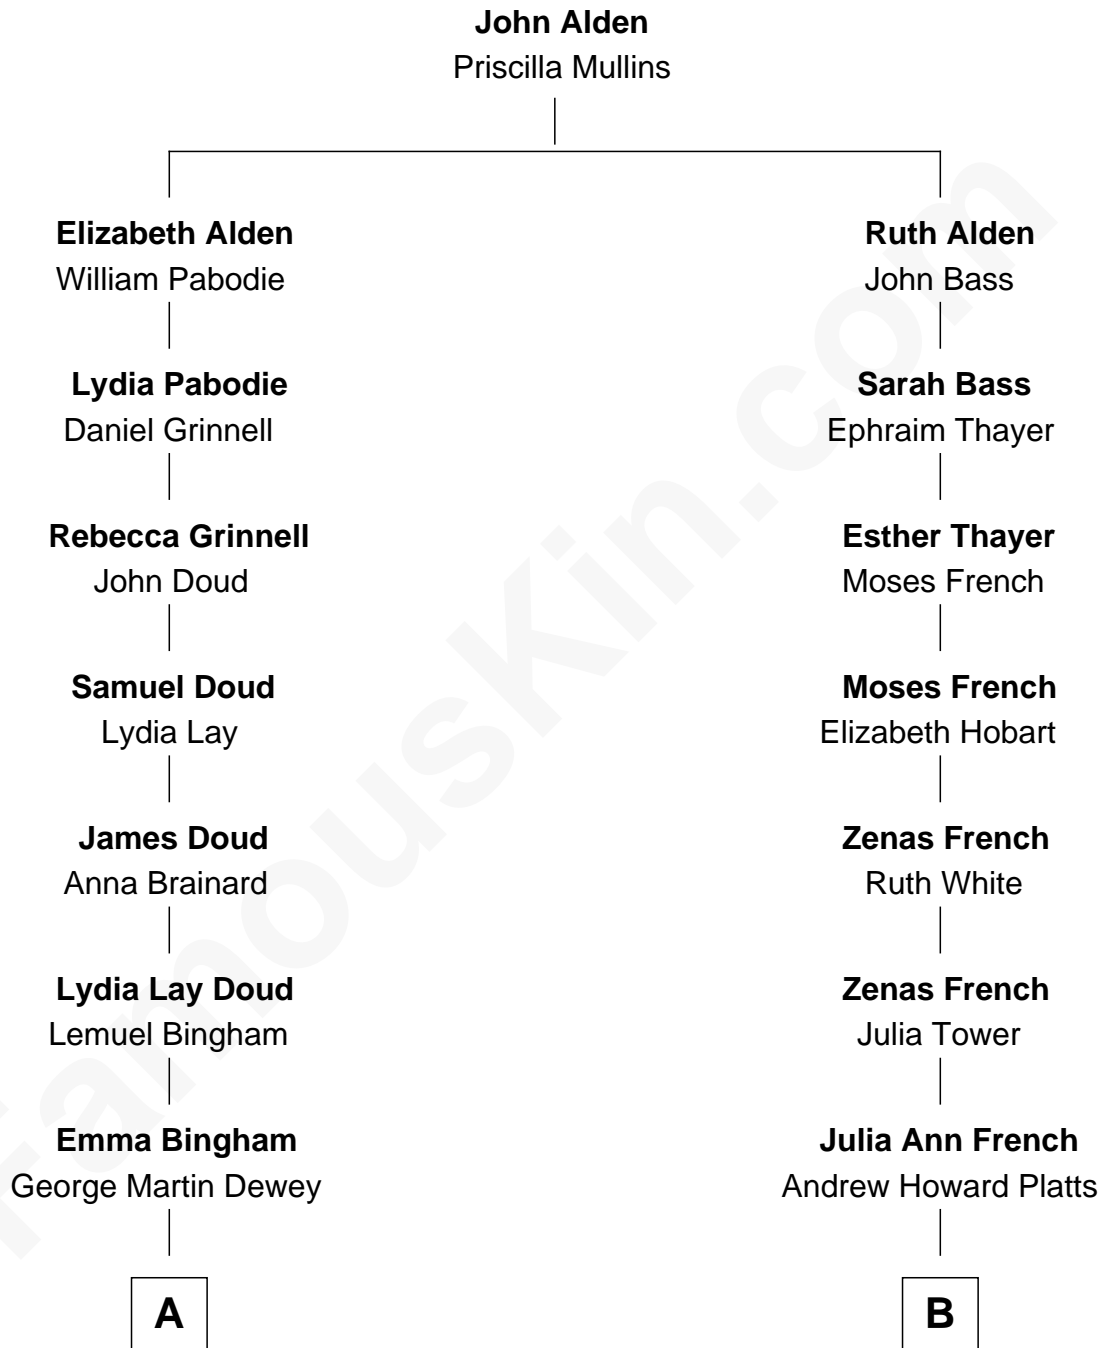 John Alden
Priscilla Mullins
Elizabeth Alden
William Pabodie
Lydia Pabodie
Daniel Grinnell
Rebecca Grinnell
John Doud
Samuel Doud
Lydia Lay
James Doud
Anna Brainard
Lydia Lay Doud
Lemuel Bingham
Emma Bingham
George Martin Dewey
A
Ruth Alden
John Bass
Sarah Bass
Ephraim Thayer
Esther Thayer
Moses French
Moses French
Elizabeth Hobart
Zenas French
Ruth White
Zenas French
Julia Tower
Julia Ann French
Andrew Howard Platts
B
FamousKin.com